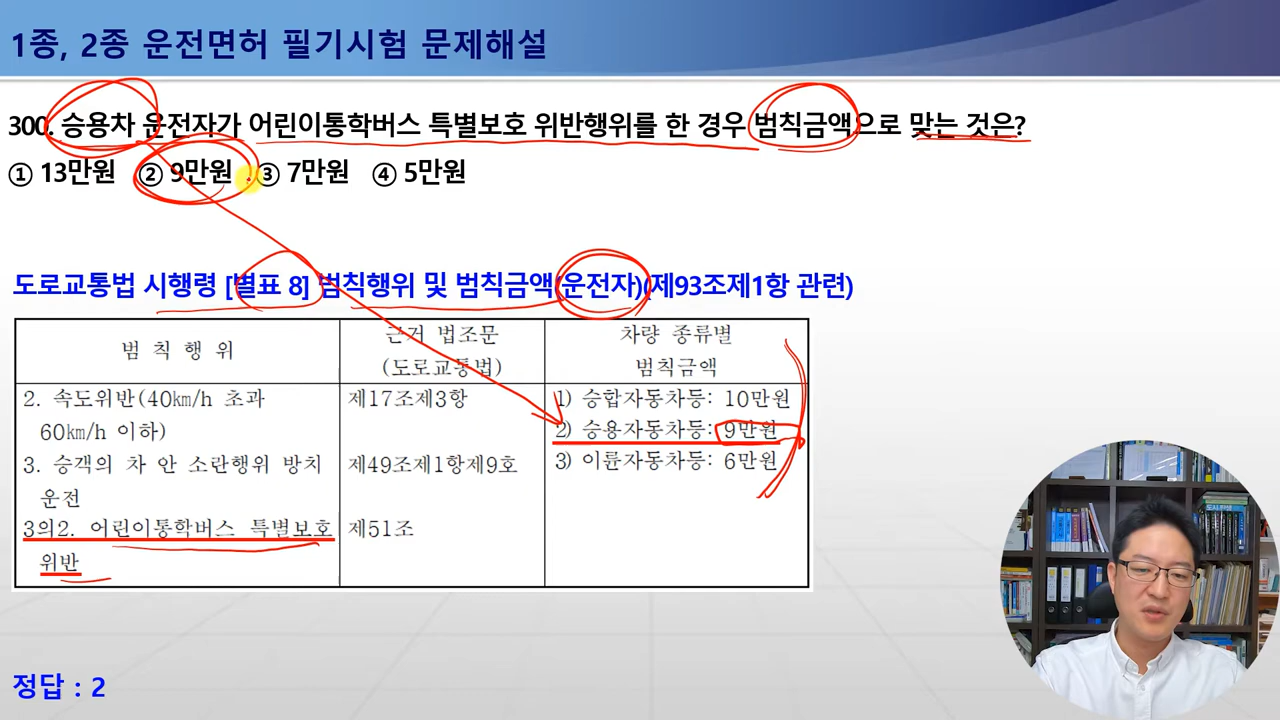 1종, 2종 운전면허 필기시험 문제해설
300. 승용차 운전자가 어린이통학버스 특별보호 위반행위를 한 경우 범칙금액으로 맞는 것은?
① 13만원 ② 9만원 ③ 7만원 ④ 5만원
도로교통법 시행령 [별표 8] 범칙행위 및 범칙금액(운전자)(제93조제1항 관련)
범 칙 행 위
근거 법조문
(도로교통법)
차량 종류별
범칙금액
2. 속도위반(40㎞/h 초과
60㎞/h 이하)
제17조제3항
1) 승합자동차등: 10만원
2) 승용자동차등: 9만원
3) 이륜자동차등: 6만원
3. 승객의 차 안 소란행위 방치
운전
제49조제1항제9호
3의2. 어린이통학버스 특별보호
위반
제51조
정답 : 2